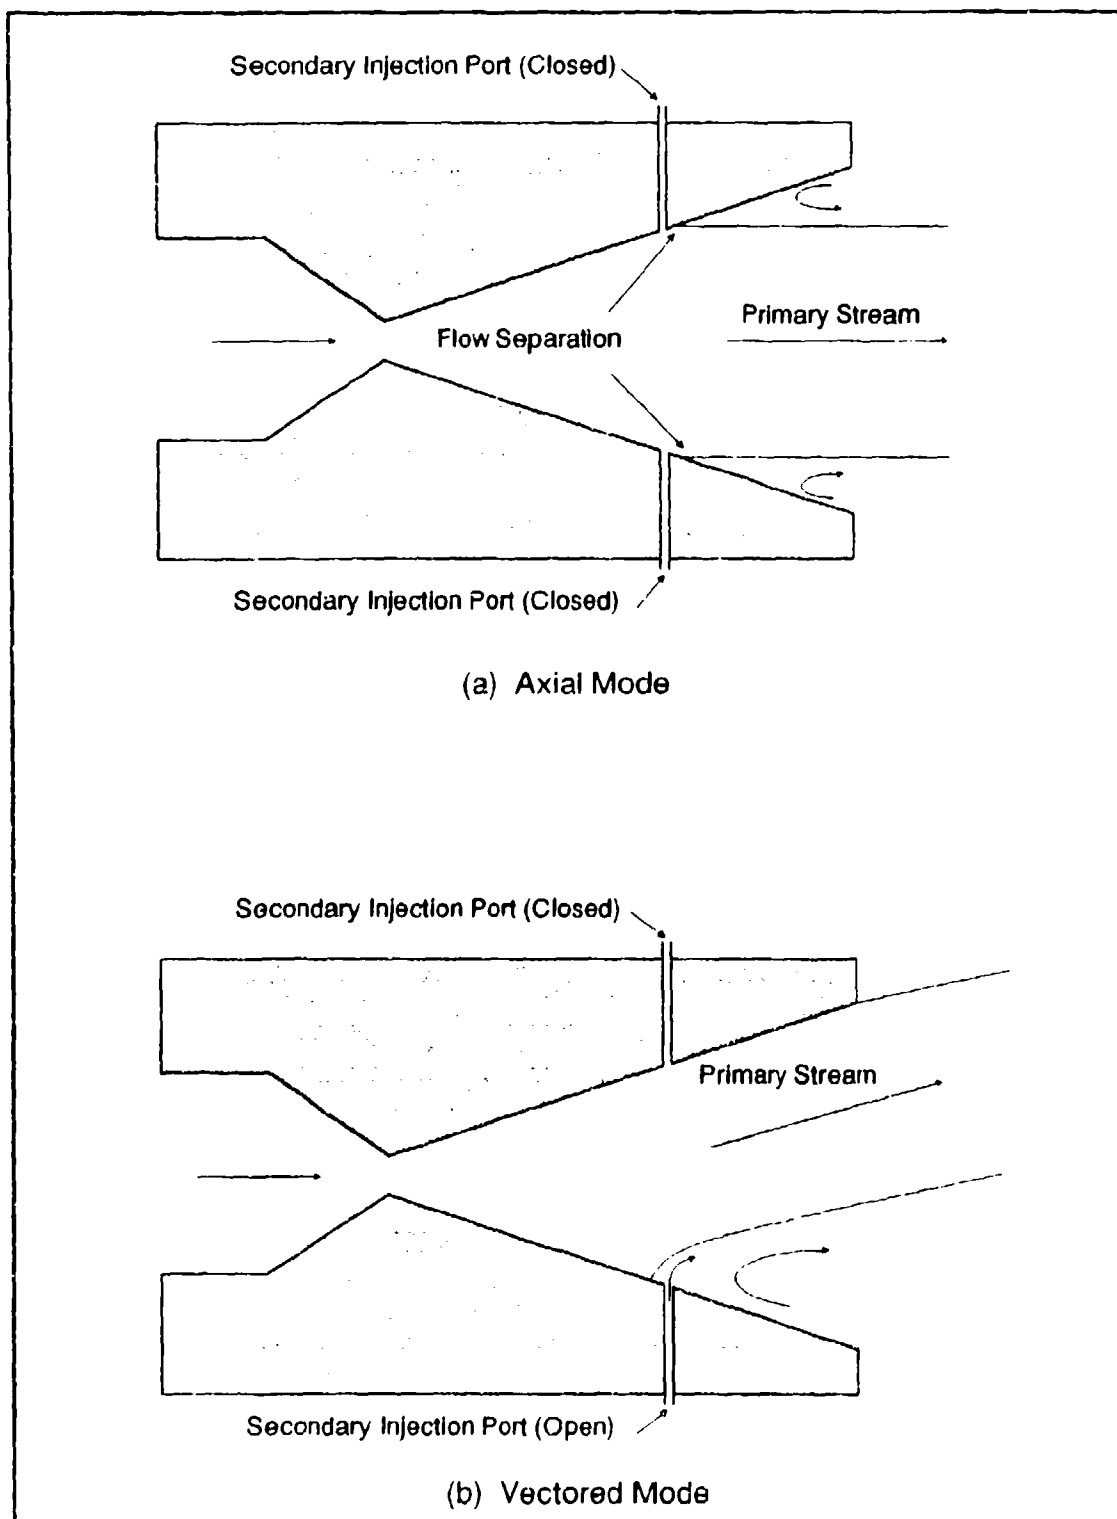 Secondary Injection Port (Closed)
Flow Separation
Primary Stream
Secondary Injection Port (Closed)
(a) Axial Mode
Secondary Injection Port (Closed)
Primary Stream
Secondary Injection Port (Open)
(b) Vectored Mode